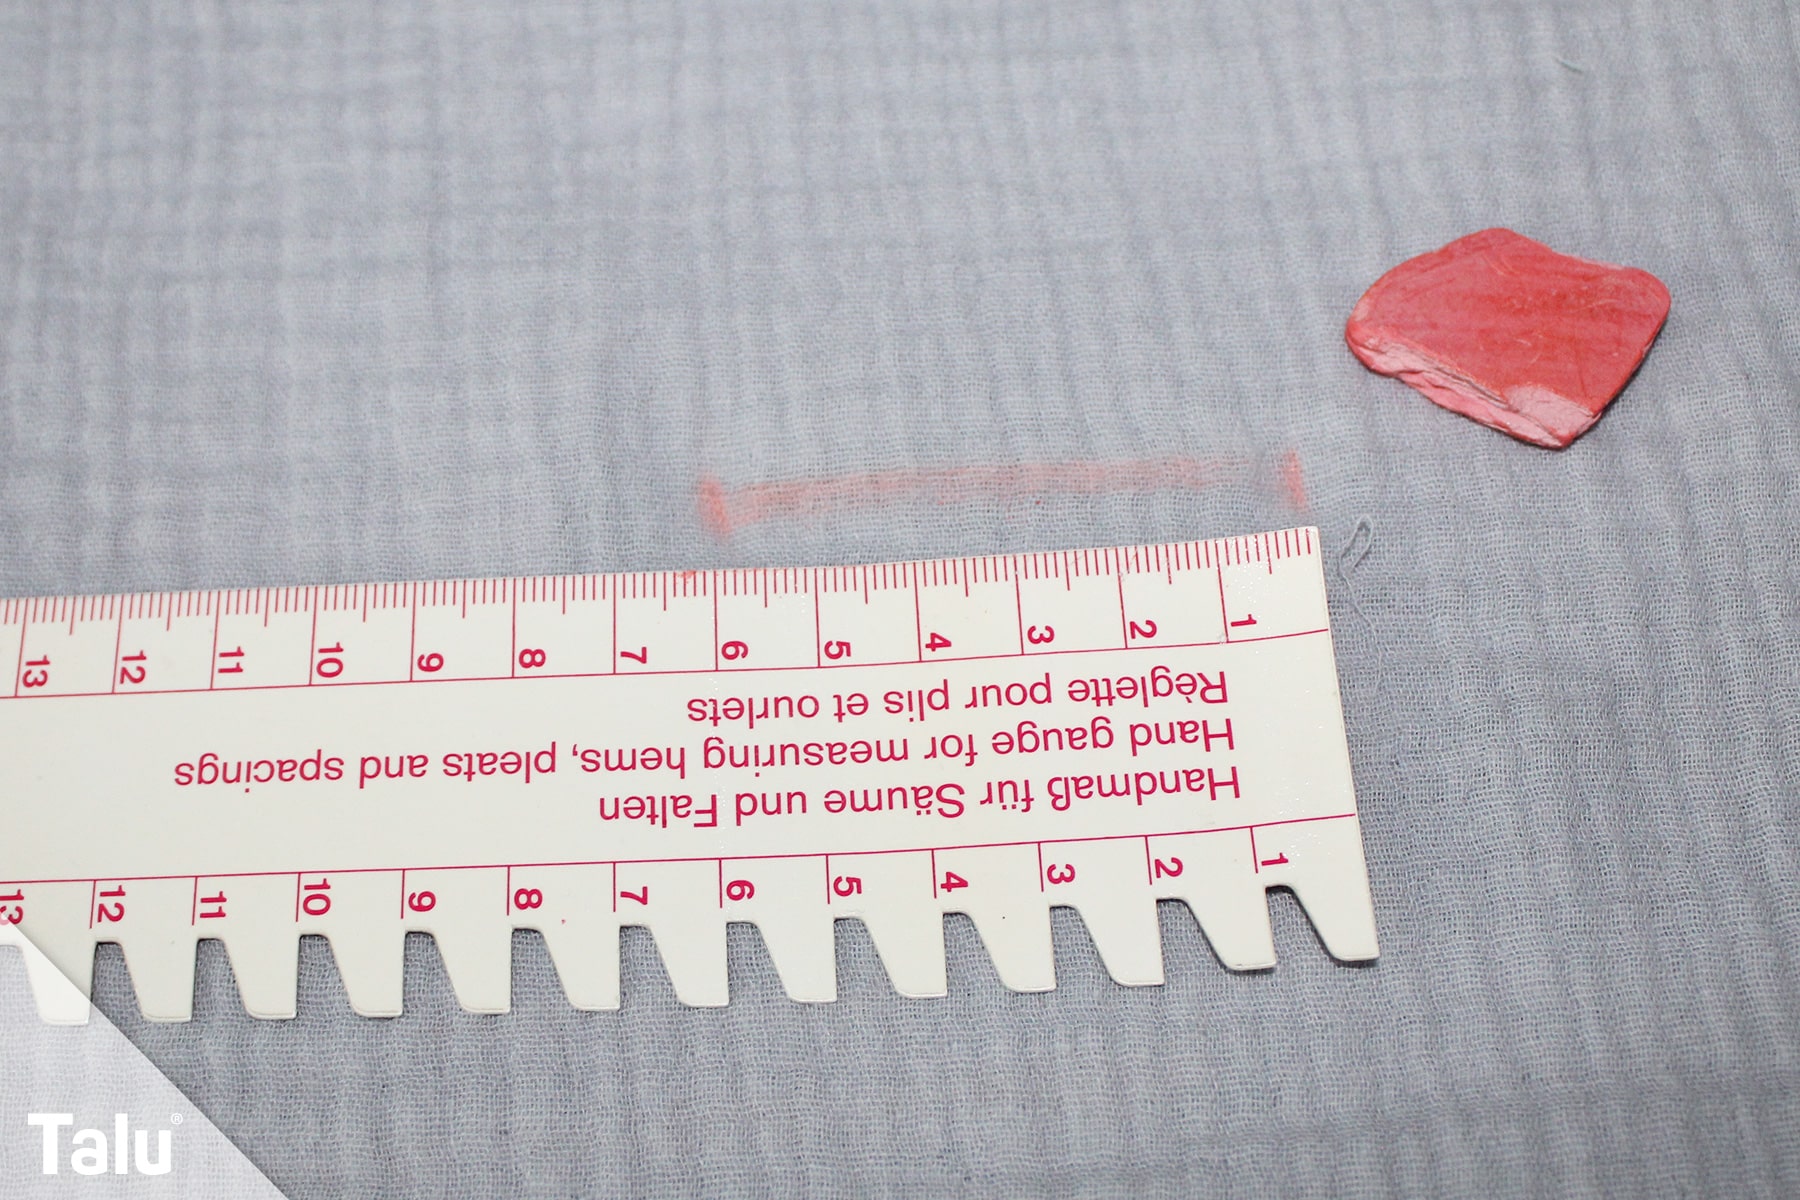 Handmaß für Säume und Falten
Hand gauge for measuring hems, pleats and spacings
Règlette pour plis et ourlets
1 2 3 4 5 6 7 8 9 10 11 12 13
1 2 3 4 5 6 7 8 9 10 11 12 13
Talu®